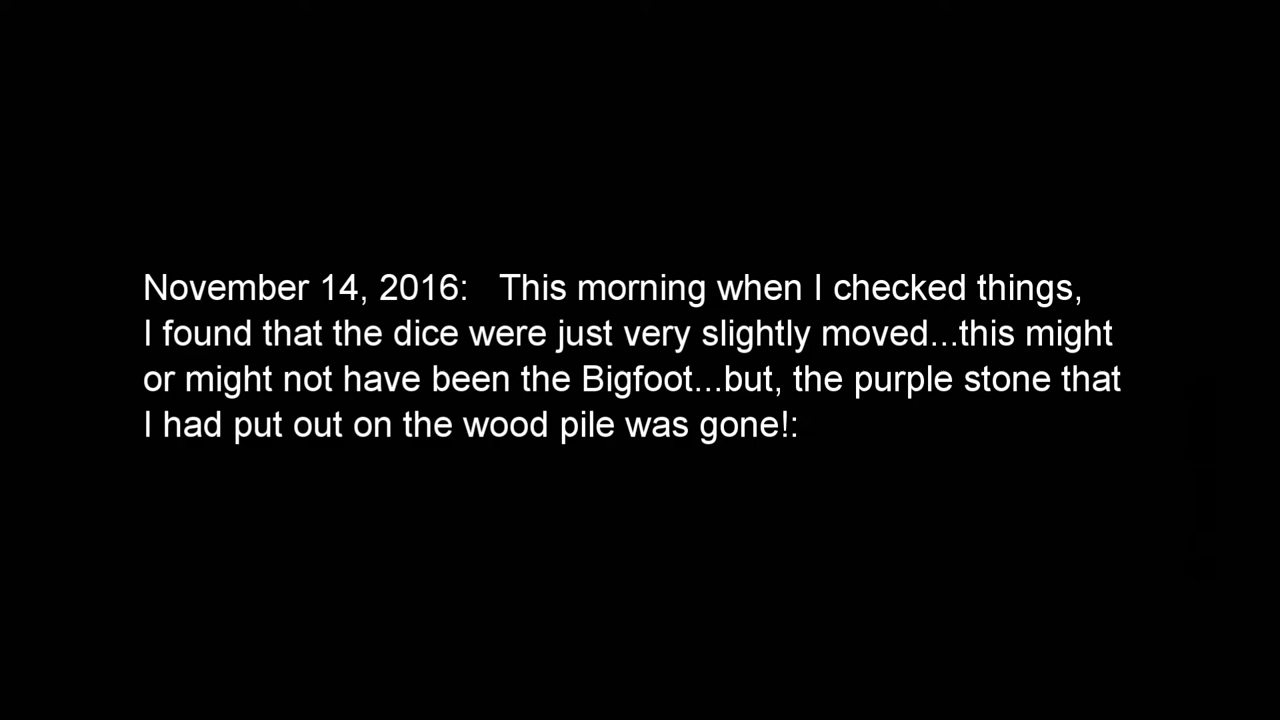 November 14, 2016:   This morning when I checked things,
I found that the dice were just very slightly moved...this might
or might not have been the Bigfoot...but, the purple stone that
I had put out on the wood pile was gone!: